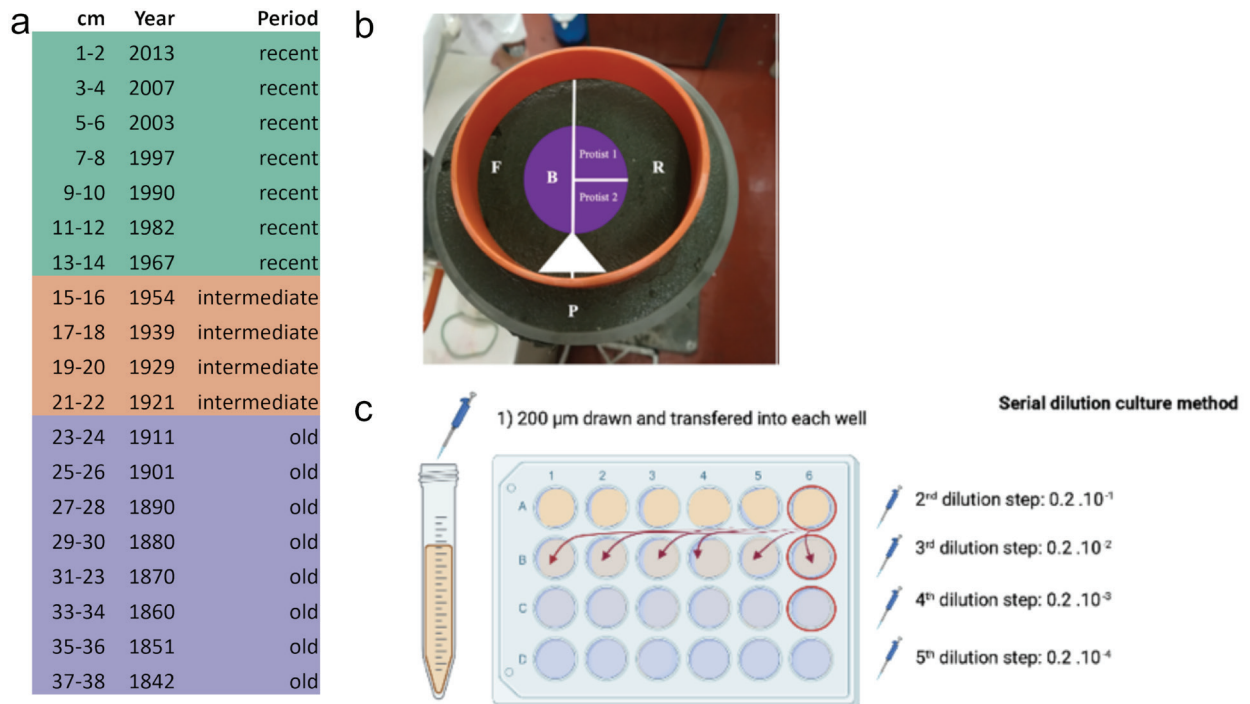 a
cm Year Period
1-2 2013 recent
3-4 2007 recent
5-6 2003 recent
7-8 1997 recent
9-10 1990 recent
11-12 1982 recent
13-14 1967 recent
15-16 1954 intermediate
17-18 1939 intermediate
19-20 1929 intermediate
21-22 1921 intermediate
23-24 1911 old
25-26 1901 old
27-28 1890 old
29-30 1880 old
31-23 1870 old
33-34 1860 old
35-36 1851 old
37-38 1842 old
b
F
B
Protist 1
Protist 2
R
P
c
1) 200 µm drawn and transfered into each well
Serial dilution culture method
1 2 3 4 5 6
A
B
C
D
2rd dilution step: 0.2 .10-1
3rd dilution step: 0.2 .10-2
4th dilution step: 0.2 .10-3
5th dilution step: 0.2 .10-4